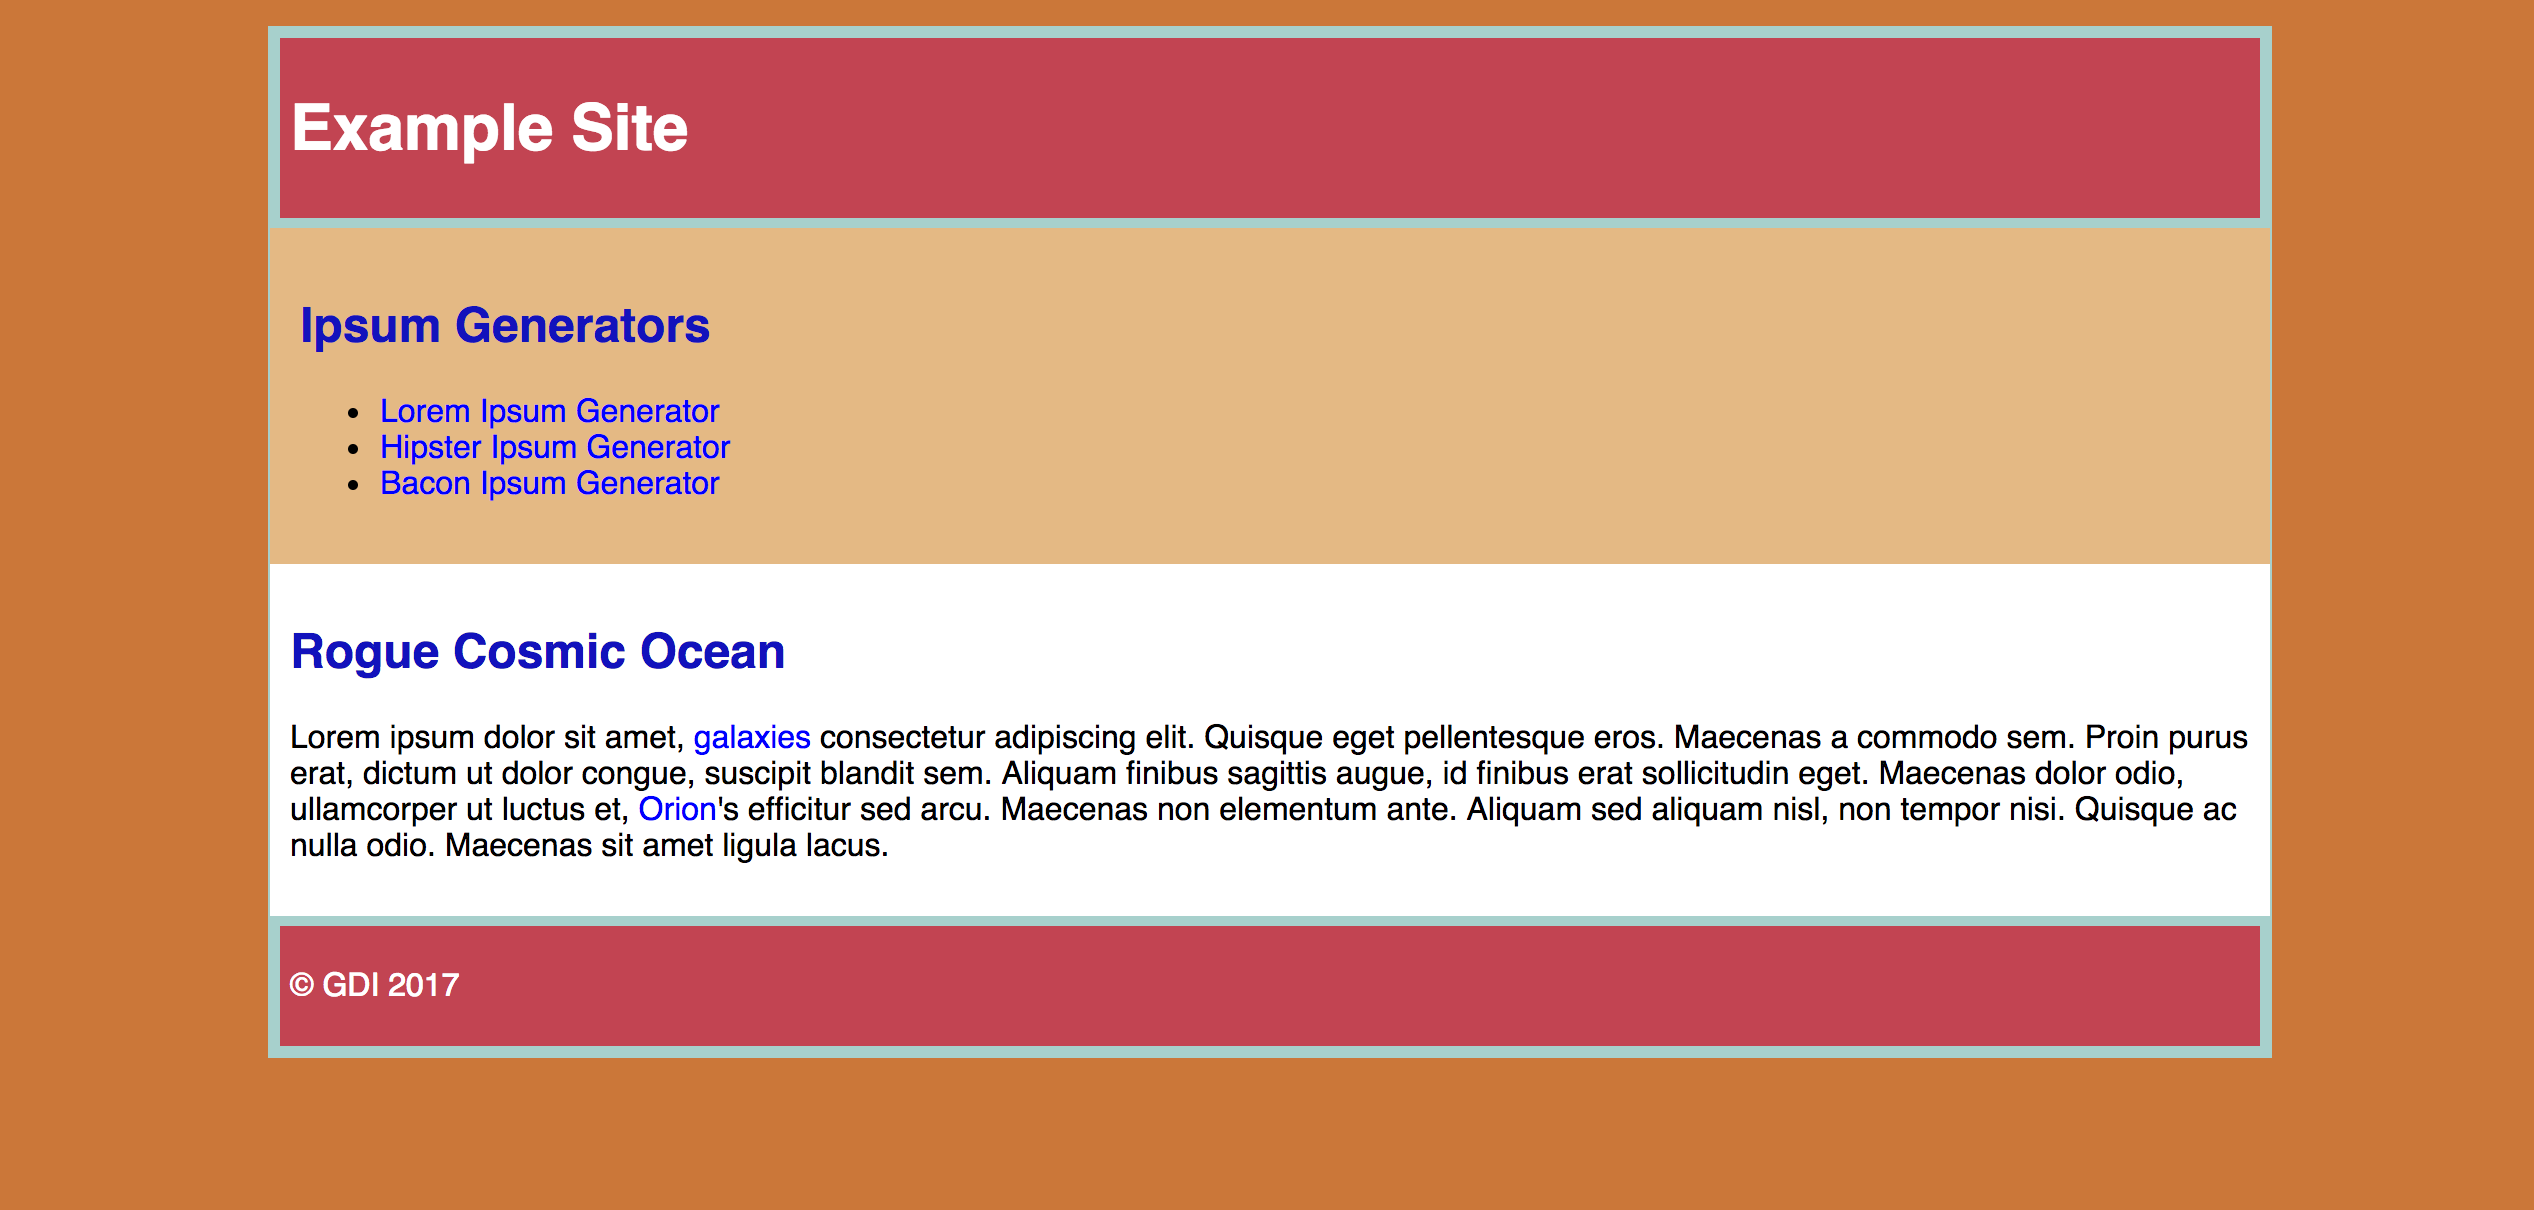 Example Site
Ipsum Generators
Lorem Ipsum Generator
Hipster Ipsum Generator
Bacon Ipsum Generator
Rogue Cosmic Ocean
Lorem ipsum dolor sit amet, galaxies consectetur adipiscing elit. Quisque eget pellentesque eros. Maecenas a commodo sem. Proin purus
erat, dictum ut dolor congue, suscipit blandit sem. Aliquam finibus sagittis augue, id finibus erat sollicitudin eget. Maecenas dolor odio,
ullamcorper ut luctus et, Orion's efficitur sed arcu. Maecenas non elementum ante. Aliquam sed aliquam nisl, non tempor nisi. Quisque ac
nulla odio. Maecenas sit amet ligula lacus.
© GDI 2017